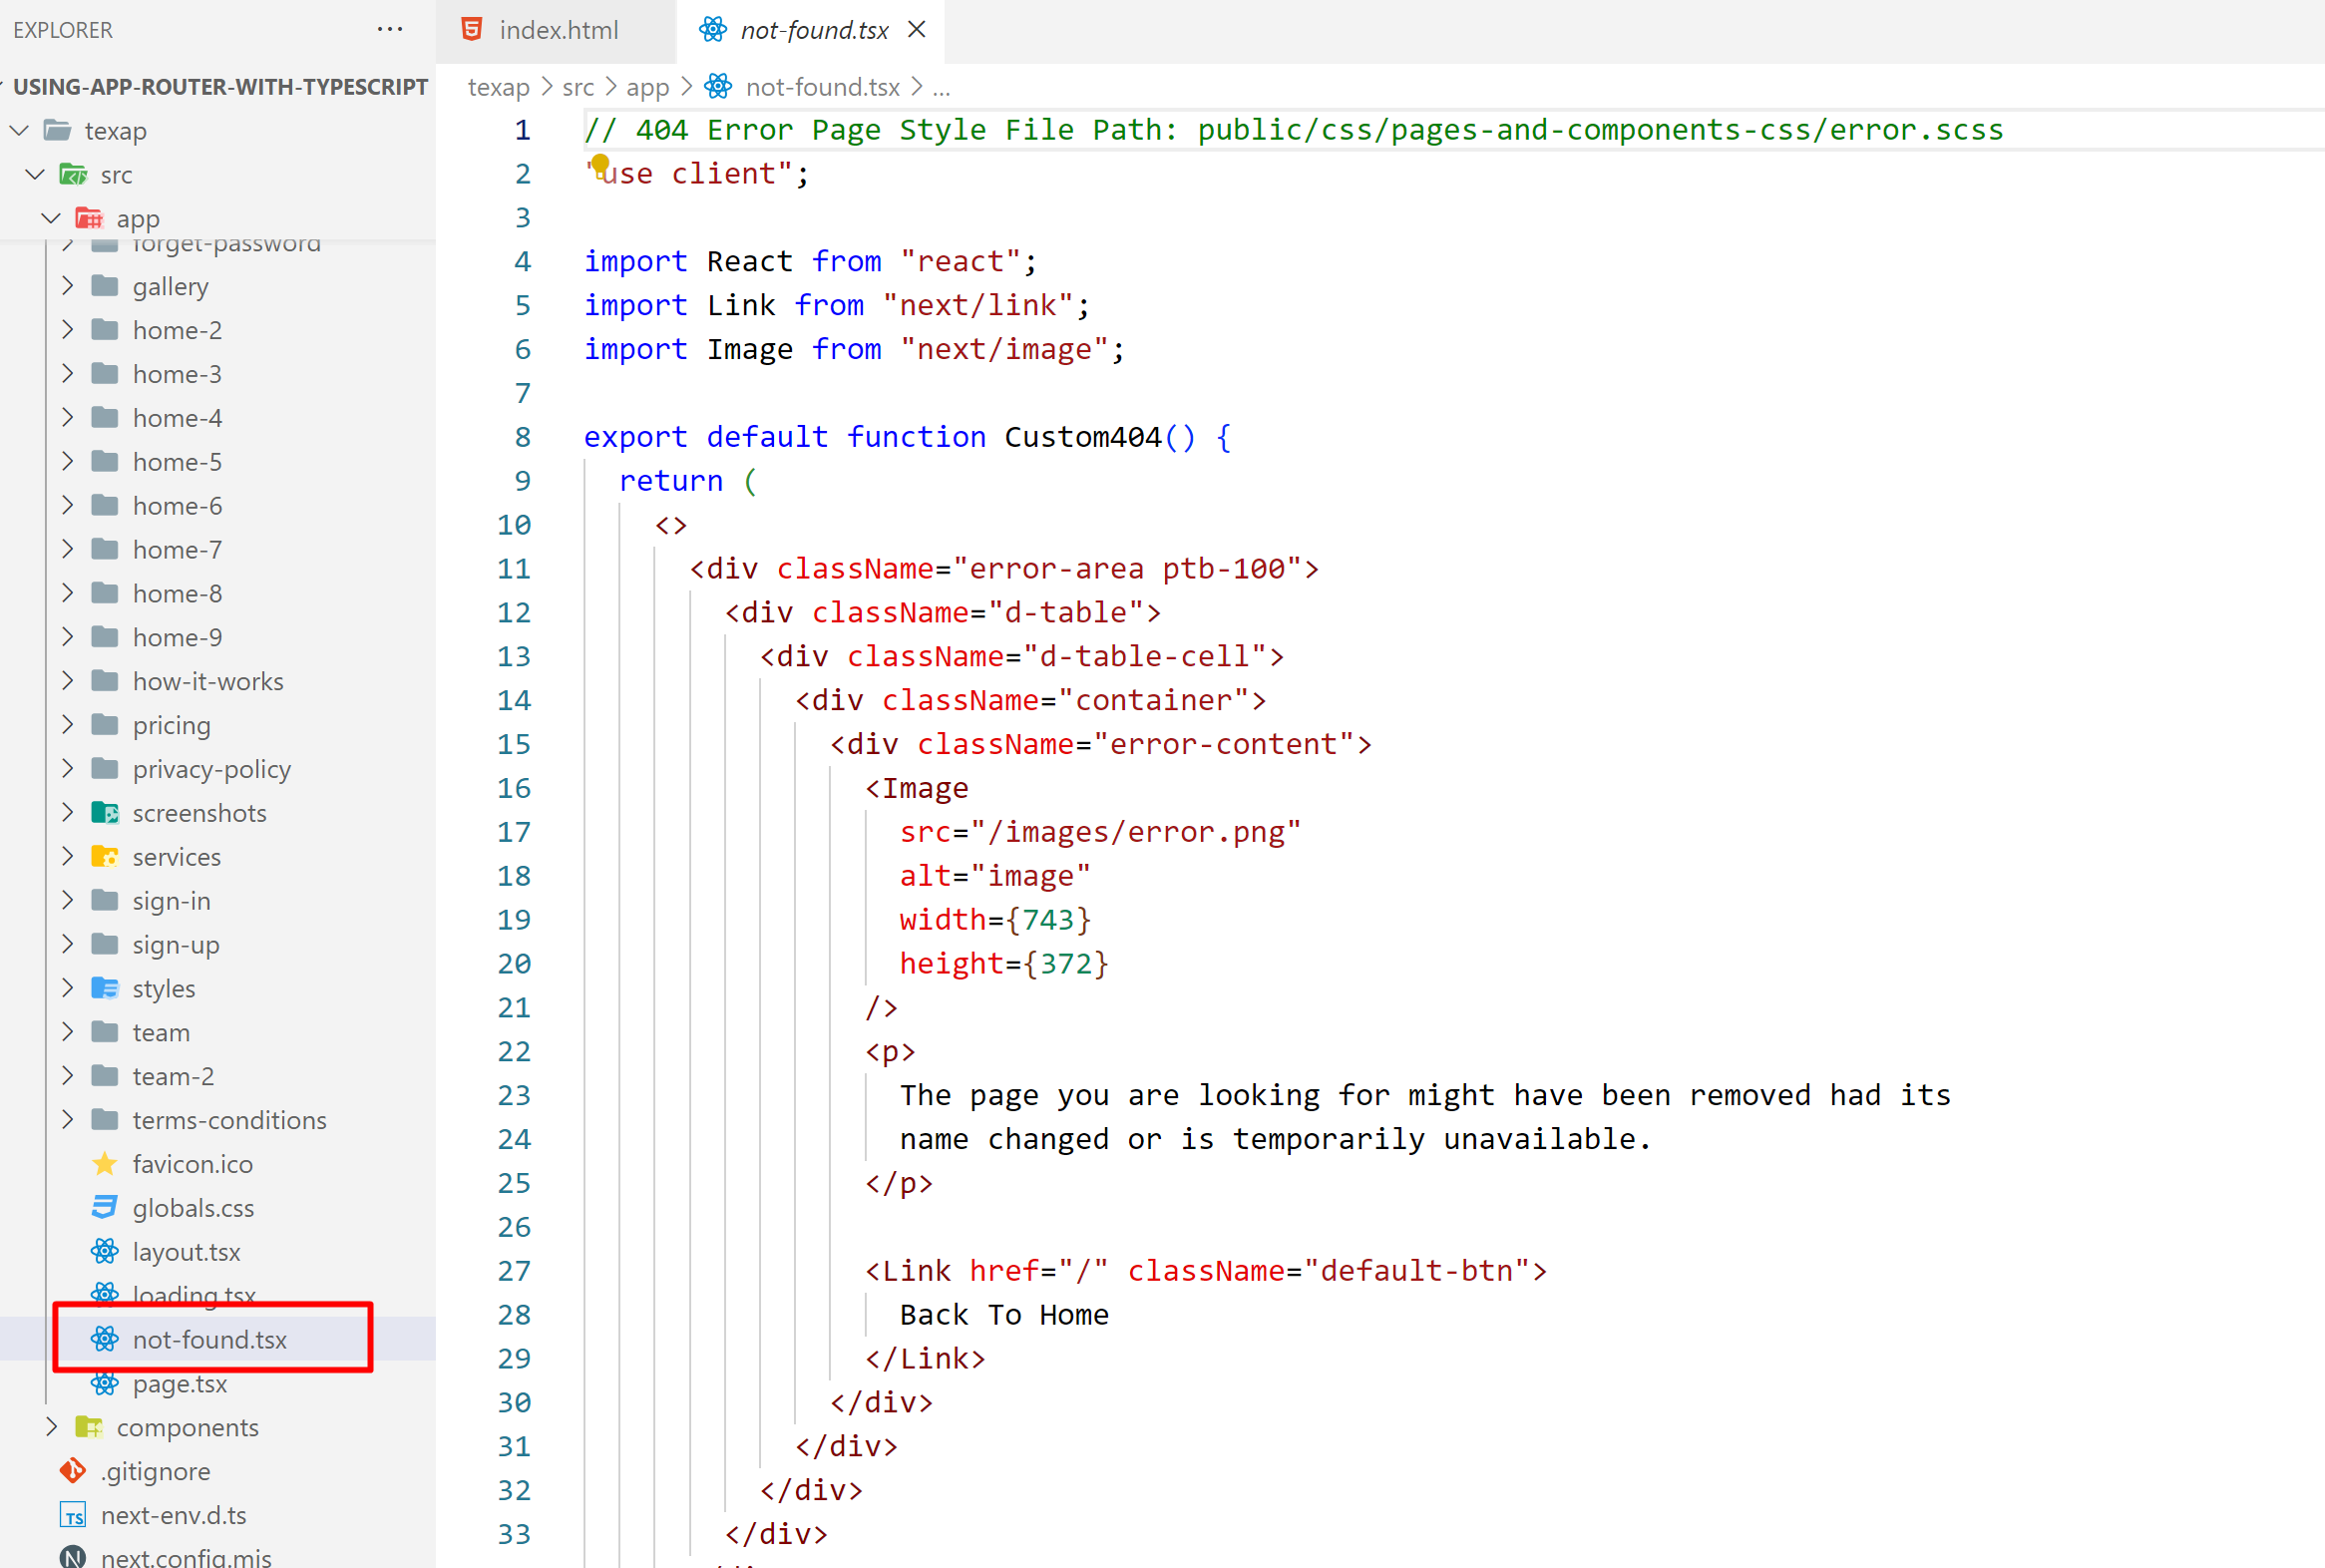 EXPLORER
USING-APP-ROUTER-WITH-TYPESCRIPT
texap
src
app
forget-password
gallery
home-2
home-3
home-4
home-5
home-6
home-7
home-8
home-9
how-it-works
pricing
privacy-policy
screenshots
services
sign-in
sign-up
styles
team
team-2
terms-conditions
favicon.ico
globals.css
layout.tsx
loading.tsx
not-found.tsx
page.tsx
components
.gitignore
next-env.d.ts
next.config.mjs
index.html
not-found.tsx
texap > src > app > not-found.tsx > ...
1 // 404 Error Page Style File Path: public/css/pages-and-components-css/error.scss
2 "use client";
3
4 import React from "react";
5 import Link from "next/link";
6 import Image from "next/image";
7
8 export default function Custom404() {
9 return (
10 <>
11 <div className="error-area ptb-100">
12 <div className="d-table">
13 <div className="d-table-cell">
14 <div className="container">
15 <div className="error-content">
16 <Image
17 src="/images/error.png"
18 alt="image"
19 width={743}
20 height={372}
21 />
22 <p>
23 The page you are looking for might have been removed had its
24 name changed or is temporarily unavailable.
25 </p>
26
27 <Link href="/" className="default-btn">
28 Back To Home
29 </Link>
30 </div>
31 </div>
32 </div>
33 </div>